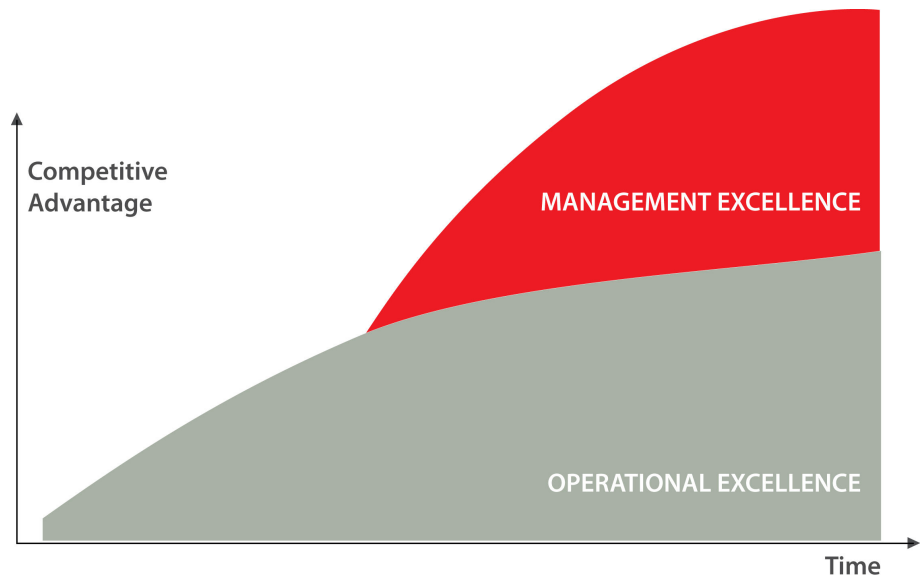 Competitive
Advantage
MANAGEMENT EXCELLENCE
OPERATIONAL EXCELLENCE
Time